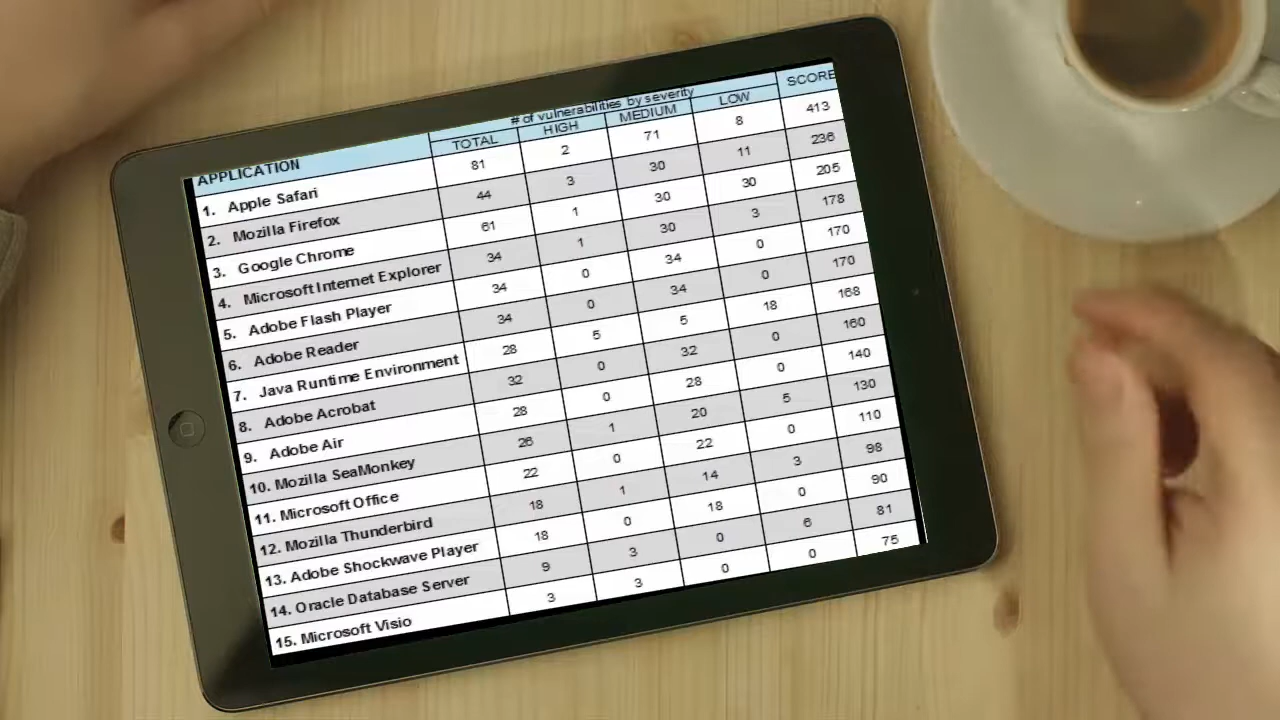 # of vulnerabilities by severity
APPLICATION TOTAL HIGH MEDIUM LOW SCORE
1. Apple Safari 81 2 71 8 413
2. Mozilla Firefox 44 3 30 11 236
3. Google Chrome 61 1 30 30 205
4. Microsoft Internet Explorer 34 1 30 3 178
5. Adobe Flash Player 34 0 34 0 170
6. Adobe Reader 34 0 34 0 170
7. Java Runtime Environment 28 5 5 18 168
8. Adobe Acrobat 32 0 32 0 160
9. Adobe Air 28 0 28 0 140
10. Mozilla SeaMonkey 26 1 20 5 130
11. Microsoft Office 22 0 22 0 110
12. Mozilla Thunderbird 18 1 14 3 98
13. Adobe Shockwave Player 18 0 18 0 90
14. Oracle Database Server 9 3 0 6 81
15. Microsoft Visio 3 3 0 0 75